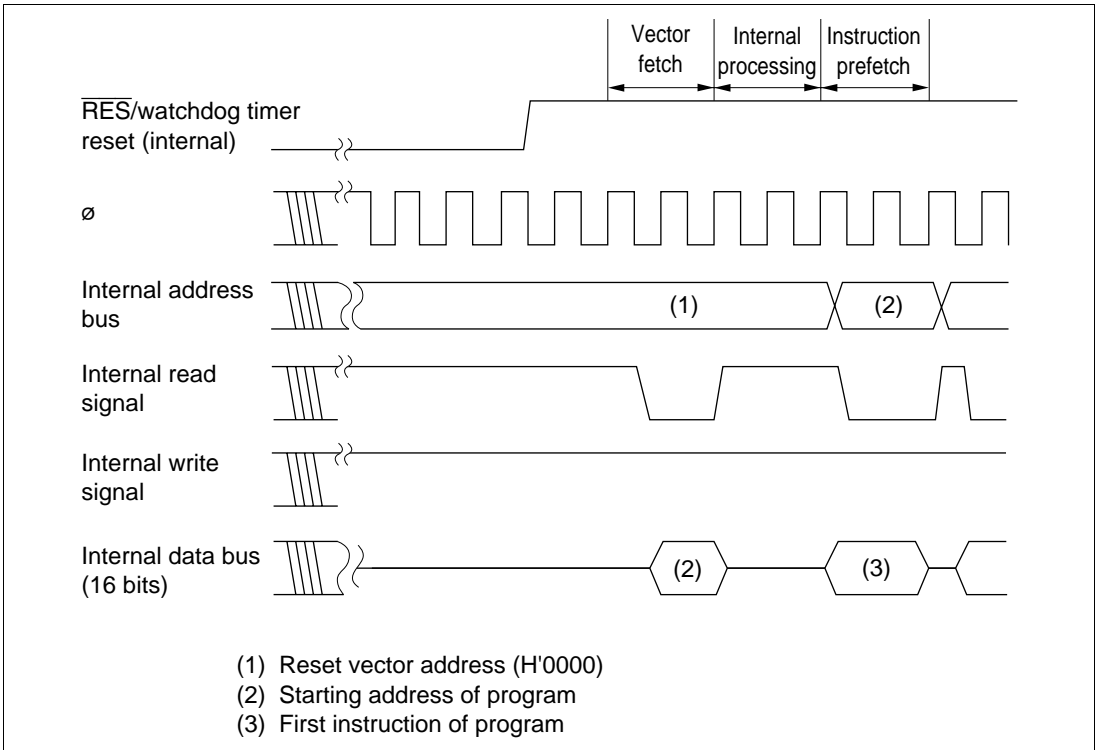 Vector
fetch
Internal
processing
Instruction
prefetch
RES/watchdog timer
reset (internal)
ø
Internal address
bus
(1)
(2)
Internal read
signal
Internal write
signal
Internal data bus
(16 bits)
(2)
(3)
(1) Reset vector address (H'0000)
(2) Starting address of program
(3) First instruction of program